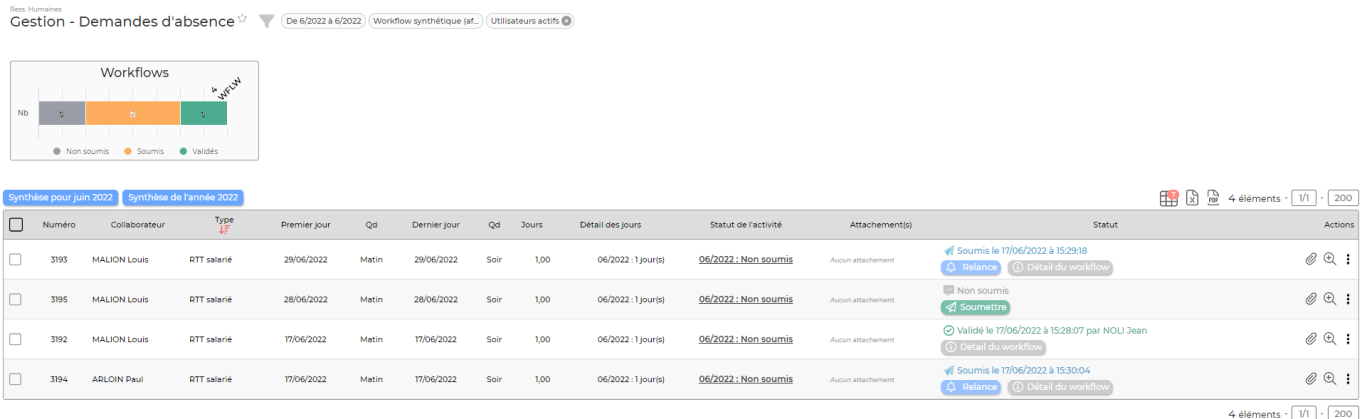 Ress. Humaines
Gestion - Demandes d'absence De 6/2022 à 6/2022 Workflow synthétique (af... Utilisateurs actifs
Workflows
4
WFLW
Nb 1 2 1
Non soumis Soumis Validés
Synthèse pour juin 2022 Synthèse de l'année 2022 7 X PDF 4 éléments - 1/1 - 200
Numéro Collaborateur Type Premier jour Qd Dernier jour Qd Jours Détail des jours Statut de l'activité Attachement(s) Statut Actions
3193 MALION Louis RTT salarié 29/06/2022 Matin 29/06/2022 Soir 1,00 06/2022 : 1 jour(s) 06/2022 : Non soumis Aucun attachement Soumis le 17/06/2022 à 15:29:18
Relance Détail du workflow
3195 MALION Louis RTT salarié 28/06/2022 Matin 28/06/2022 Soir 1,00 06/2022 : 1 jour(s) 06/2022 : Non soumis Aucun attachement Non soumis
Soumettre
3192 MALION Louis RTT salarié 17/06/2022 Matin 17/06/2022 Soir 1,00 06/2022 : 1 jour(s) 06/2022 : Non soumis Aucun attachement Validé le 17/06/2022 à 15:28:07 par NOLI Jean
Détail du workflow
3194 ARLOIN Paul RTT salarié 17/06/2022 Matin 17/06/2022 Soir 1,00 06/2022 : 1 jour(s) 06/2022 : Non soumis Aucun attachement Soumis le 17/06/2022 à 15:30:04
Relance Détail du workflow
4 éléments - 1/1 - 200